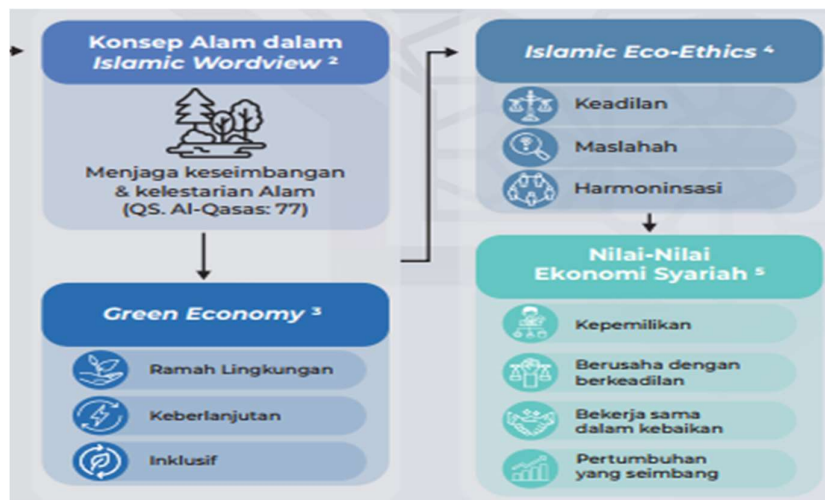 Konsep Alam dalam
Islamic Wordview ²
Menjaga keseimbangan
& kelestarian Alam
(QS. Al-Qasas: 77)
Green Economy ³
Ramah Lingkungan
Keberlanjutan
Inklusif
Islamic Eco-Ethics ⁴
Keadilan
Maslahah
Harmoninsasi
Nilai-Nilai
Ekonomi Syariah ⁵
Kepemilikan
Berusaha dengan
berkeadilan
Bekerja sama
dalam kebaikan
Pertumbuhan
yang seimbang